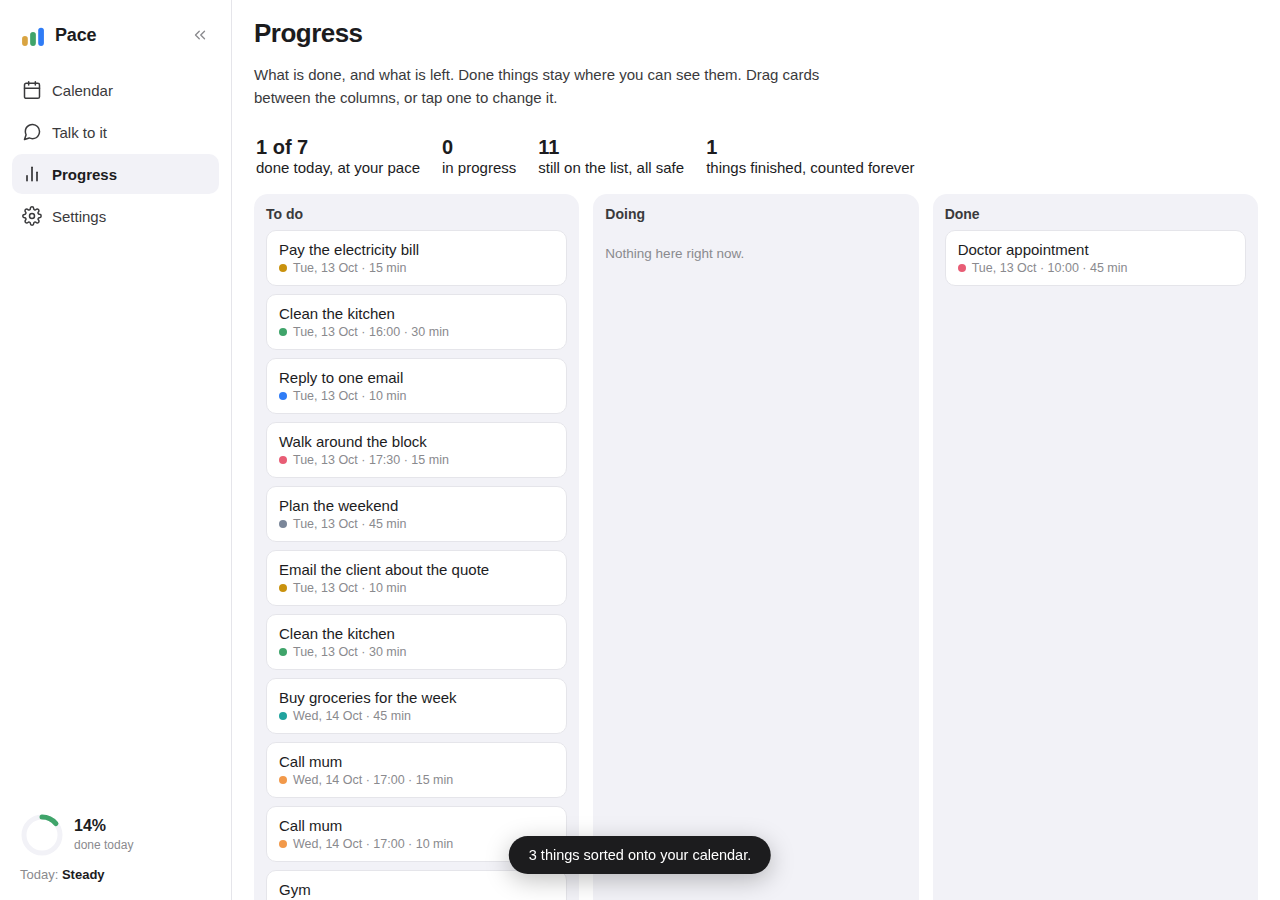 Pace
Calendar
Talk to it
Progress
Settings
14%
done today
Today: Steady
Progress
What is done, and what is left. Done things stay where you can see them. Drag cards
between the columns, or tap one to change it.
1 of 7
done today, at your pace
0
in progress
11
still on the list, all safe
1
things finished, counted forever
To do
Pay the electricity bill
Tue, 13 Oct · 15 min
Clean the kitchen
Tue, 13 Oct · 16:00 · 30 min
Reply to one email
Tue, 13 Oct · 10 min
Walk around the block
Tue, 13 Oct · 17:30 · 15 min
Plan the weekend
Tue, 13 Oct · 45 min
Email the client about the quote
Tue, 13 Oct · 10 min
Clean the kitchen
Tue, 13 Oct · 30 min
Buy groceries for the week
Wed, 14 Oct · 45 min
Call mum
Wed, 14 Oct · 17:00 · 15 min
Call mum
Wed, 14 Oct · 17:00 · 10 min
Gym
Doing
Nothing here right now.
Done
Doctor appointment
Tue, 13 Oct · 10:00 · 45 min
3 things sorted onto your calendar.